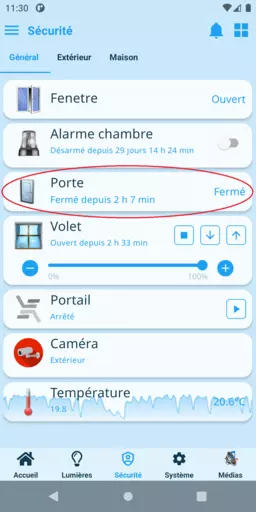 11:30
Sécurité
Général Extérieur Maison
Fenetre
Ouvert
Alarme chambre
Désarmé depuis 29 jours 14 h 24 min
Porte
Fermé depuis 2 h 7 min
Fermé
Volet
Ouvert depuis 2 h 33 min
0% 100%
Portail
Arrêté
Caméra
Extérieur
Température
19.8
20.6°C
Accueil Lumières Sécurité Système Médias